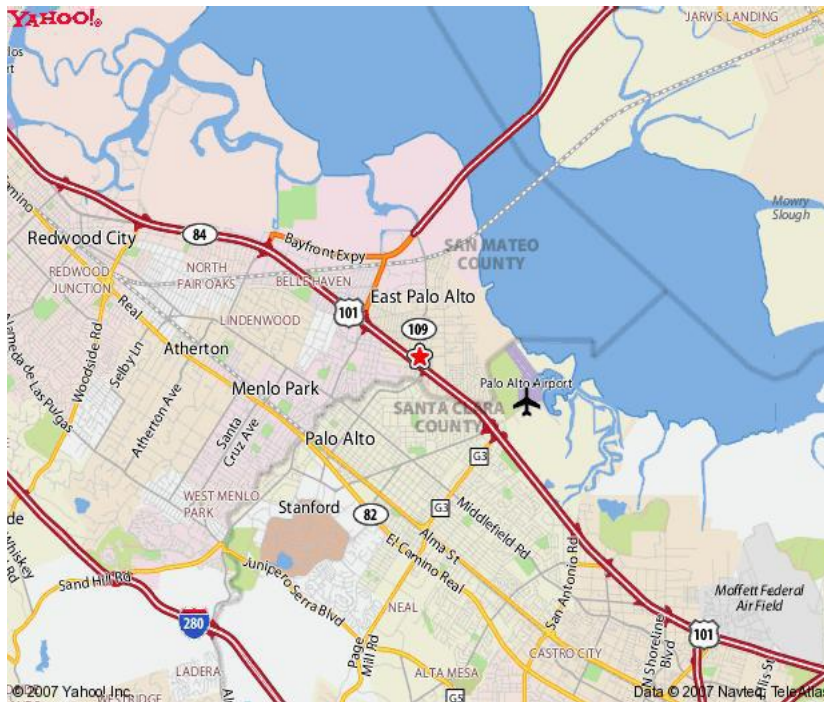 YAHOO!®
JARVIS LANDING
Mowry
Slough
Redwood City
84
Bayfront Expy
SAN MATEO
COUNTY
REDWOOD
JUNCTION
NORTH
FAIR OAKS
BELLE HAVEN
East Palo Alto
101
109
LINDENWOOD
Real
Woodside Rd
Selby Ln
Atherton
Alameda de Las Pulgas
Atherton Ave
Menlo Park
Palo Alto Airport
Santa
Cruz Ave
SANTA CLARA
COUNTY
Palo Alto
G3
WEST MENLO
PARK
Stanford
82
G3
Middlefield Rd
Alma St
El Camino Real
Whiskey
Sand Hill Rd
Junipero Serra Blvd
San Antonio Rd
Moffett Federal
Air Field
NEAL
280
Page
Mill Rd
CASTRO CITY
N Shoreline
Blvd
101
LADERA
ALTA MESA
G5
© 2007 Yahoo! Inc
Data © 2007 Navteq, TeleAtlas